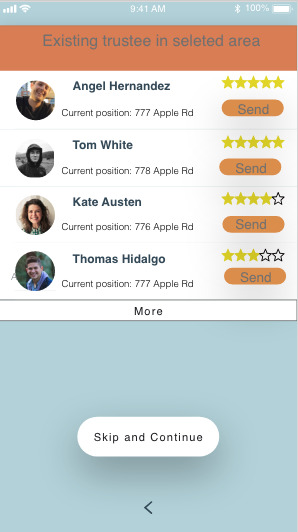 9:41 AM 100%
Existing trustee in seleted area
Angel Hernandez
Current position: 777 Apple Rd Send
Tom White
Current position: 778 Apple Rd Send
Kate Austen
Current position: 776 Apple Rd Send
Thomas Hidalgo
Current position: 777 Apple Rd Send
More
Skip and Continue